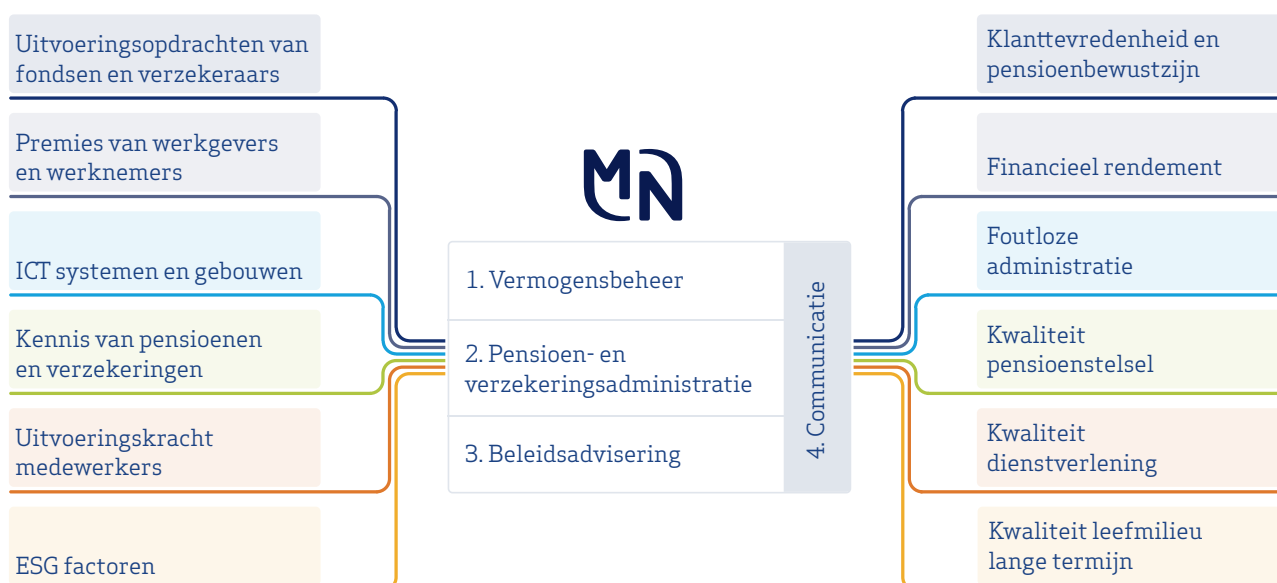 Uitvoeringsopdrachten van
fondsen en verzekeraars
Premies van werkgevers
en werknemers
ICT systemen en gebouwen
Kennis van pensioenen
en verzekeringen
Uitvoeringskracht
medewerkers
ESG factoren
MN
1. Vermogensbeheer
2. Pensioen- en
verzekeringsadministratie
3. Beleidsadvisering
4. Communicatie
Klanttevredenheid en
pensioenbewustzijn
Financieel rendement
Foutloze
administratie
Kwaliteit
pensioenstelsel
Kwaliteit
dienstverlening
Kwaliteit leefmilieu
lange termijn